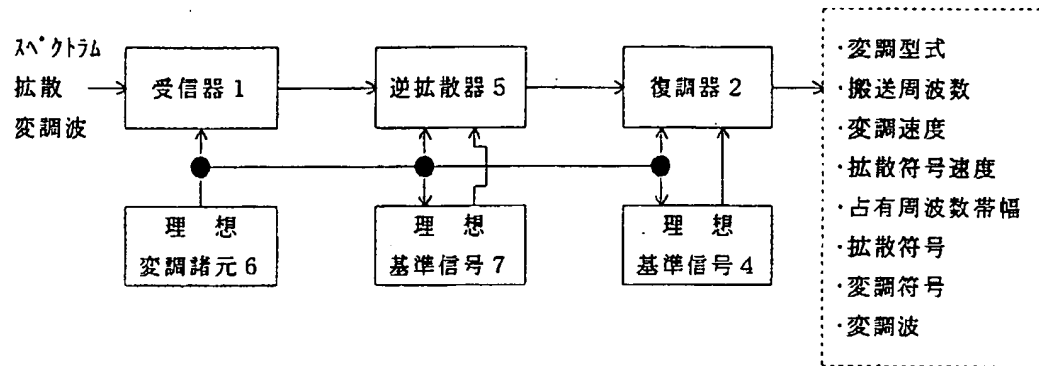 スペクトラム
拡散
変調波
受信器1
逆拡散器5
復調器2
理想
変調諸元6
理想
基準信号7
理想
基準信号4
・変調型式
・搬送周波数
・変調速度
・拡散符号速度
・占有周波数帯幅
・拡散符号
・変調符号
・変調波